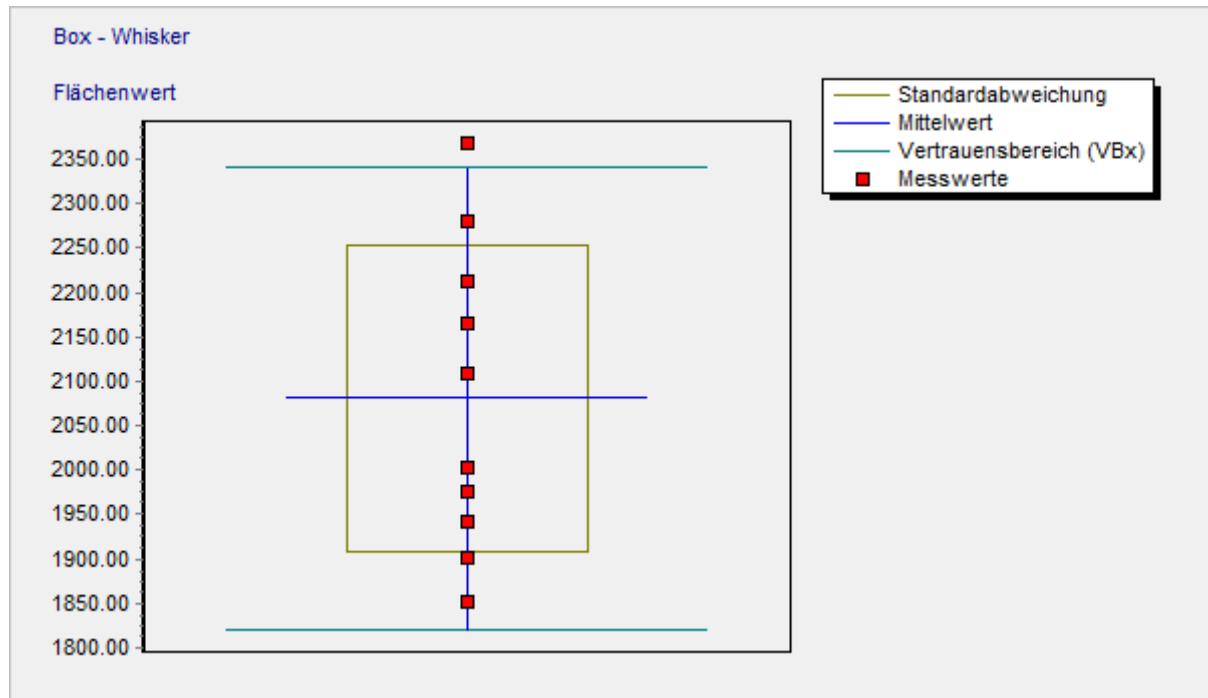 Box - Whisker
Flächenwert
Standardabweichung
Mittelwert
Vertrauensbereich (VBx)
Messwerte
2350.00
2300.00
2250.00
2200.00
2150.00
2100.00
2050.00
2000.00
1950.00
1900.00
1850.00
1800.00